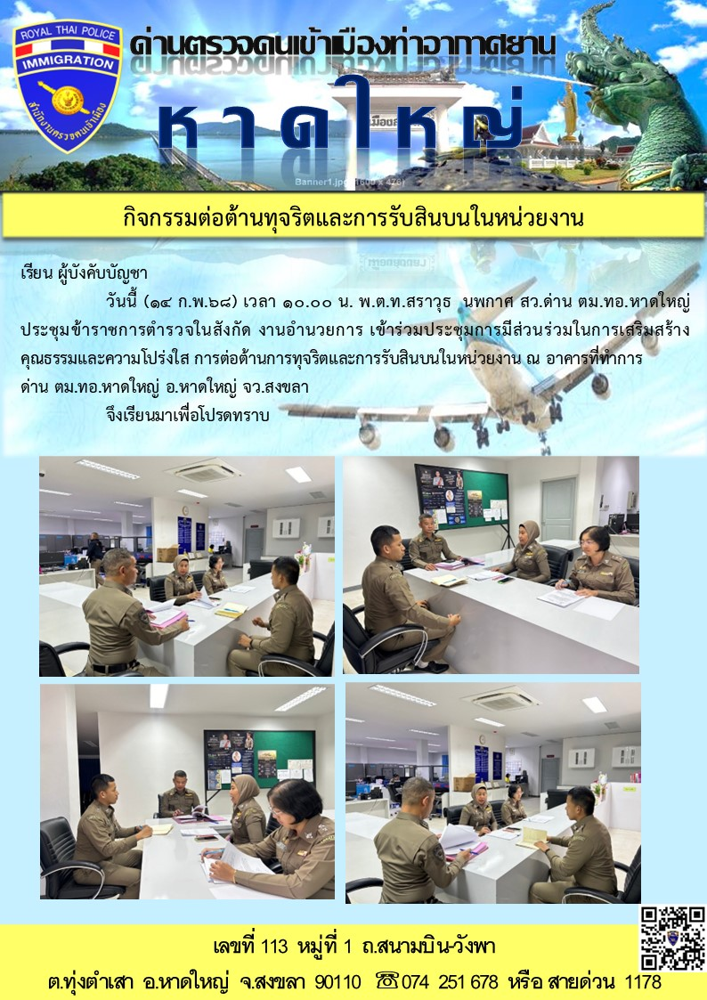 ROYAL THAI POLICE
IMMIGRATION
สำนักงานตรวจคนเข้าเมือง
ด่านตรวจคนเข้าเมืองท่าอากาศยาน
หาดใหญ่
Banner1.jpg (1600 x 426)
กิจกรรมต่อต้านทุจริตและการรับสินบนในหน่วยงาน
เรียน ผู้บังคับบัญชา
วันนี้ (๑๔ ก.พ.๖๘) เวลา ๑๐.๐๐ น. พ.ต.ท.สราวุธ นพกาศ สว.ด่าน ตม.ทอ.หาดใหญ่
ประชุมข้าราชการตำรวจในสังกัด งานอำนวยการ เข้าร่วมประชุมการมีส่วนร่วมในการเสริมสร้าง
คุณธรรมและความโปร่งใส การต่อต้านการทุจริตและการรับสินบนในหน่วยงาน ณ อาคารที่ทำการ
ด่าน ตม.ทอ.หาดใหญ่ อ.หาดใหญ่ จว.สงขลา
จึงเรียนมาเพื่อโปรดทราบ
เลขที่ 113 หมู่ที่ 1 ถ.สนามบิน-วังพา
ต.ทุ่งตำเสา อ.หาดใหญ่ จ.สงขลา 90110 ☏074 251 678 หรือ สายด่วน 1178